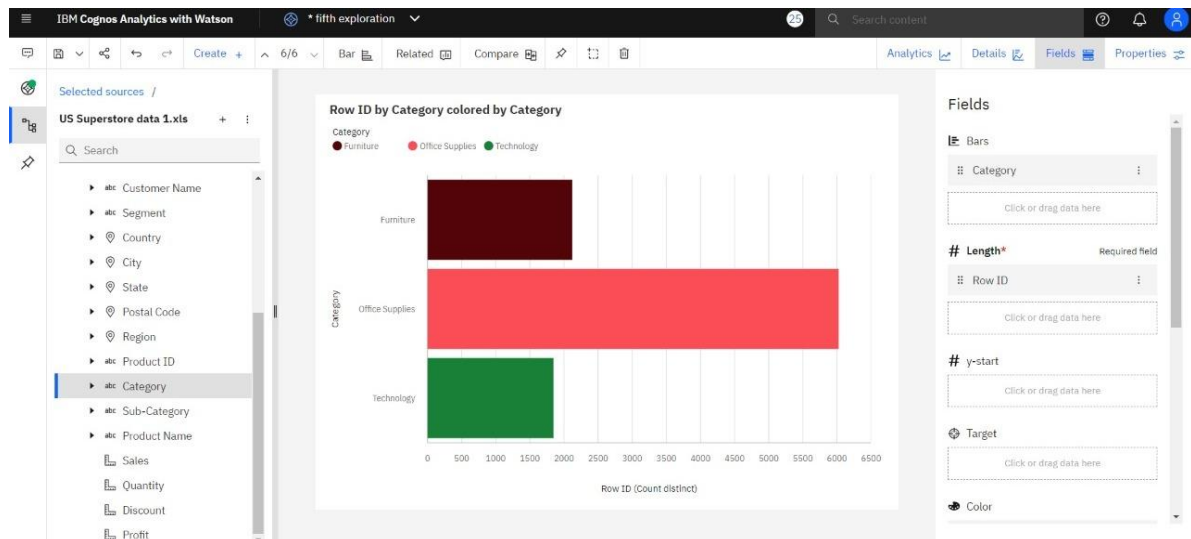 IBM Cognos Analytics with Watson
* fifth exploration
25
Search content
Create +
6/6
Bar
Related
Compare
Analytics
Details
Fields
Properties
Selected sources /
US Superstore data 1.xls
Search
abc Customer Name
abc Segment
Country
City
State
Postal Code
Region
abc Product ID
abc Category
abc Sub-Category
abc Product Name
Sales
Quantity
Discount
Profit
Row ID by Category colored by Category
Category
Furniture Office Supplies Technology
Category
Furniture
Office Supplies
Technology
0 500 1000 1500 2000 2500 3000 3500 4000 4500 5000 5500 6000 6500
Row ID (Count distinct)
Fields
Bars
Category
Click or drag data here
# Length* Required field
Row ID
Click or drag data here
# y-start
Click or drag data here
Target
Click or drag data here
Color